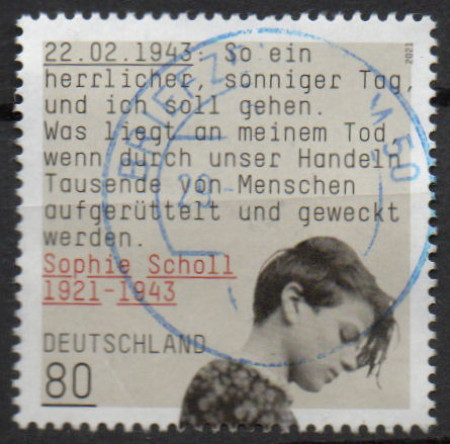 22.02.1943: So ein
herrlicher, sonniger Tag,
und ich soll gehen.
Was liegt an meinem Tod,
wenn durch unser Handeln
Tausende von Menschen
aufgerüttelt und geweckt
werden.
Sophie Scholl
1921-1943
DEUTSCHLAND
80
2021
50